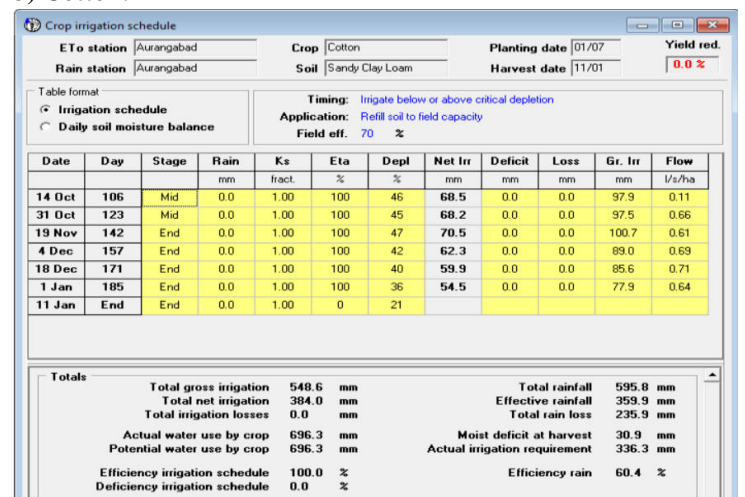 Crop irrigation schedule
ETo station Aurangabad Crop Cotton Planting date 01/07 Yield red.
Rain station Aurangabad Soil Sandy Clay Loam Harvest date 11/01 0.0 %
Table format
Irrigation schedule
Daily soil moisture balance
Timing: Irrigate below or above critical depletion
Application: Refill soil to field capacity
Field eff. 70 %
Date Day Stage Rain Ks Eta Depl Net Irr Deficit Loss Gr. Irr Flow
mm fract. % % mm mm mm mm l/s/ha
14 Oct 106 Mid 0.0 1.00 100 46 68.5 0.0 0.0 97.9 0.11
31 Oct 123 Mid 0.0 1.00 100 45 68.2 0.0 0.0 97.5 0.66
19 Nov 142 End 0.0 1.00 100 47 70.5 0.0 0.0 100.7 0.61
4 Dec 157 End 0.0 1.00 100 42 62.3 0.0 0.0 89.0 0.69
18 Dec 171 End 0.0 1.00 100 40 59.9 0.0 0.0 85.6 0.71
1 Jan 185 End 0.0 1.00 100 36 54.5 0.0 0.0 77.9 0.64
11 Jan End End 0.0 1.00 0 21
Totals
Total gross irrigation 548.6 mm Total rainfall 595.8 mm
Total net irrigation 384.0 mm Effective rainfall 359.9 mm
Total irrigation losses 0.0 mm Total rain loss 235.9 mm
Actual water use by crop 696.3 mm Moist deficit at harvest 30.9 mm
Potential water use by crop 696.3 mm Actual irrigation requirement 336.3 mm
Efficiency irrigation schedule 100.0 % Efficiency rain 60.4 %
Deficiency irrigation schedule 0.0 %